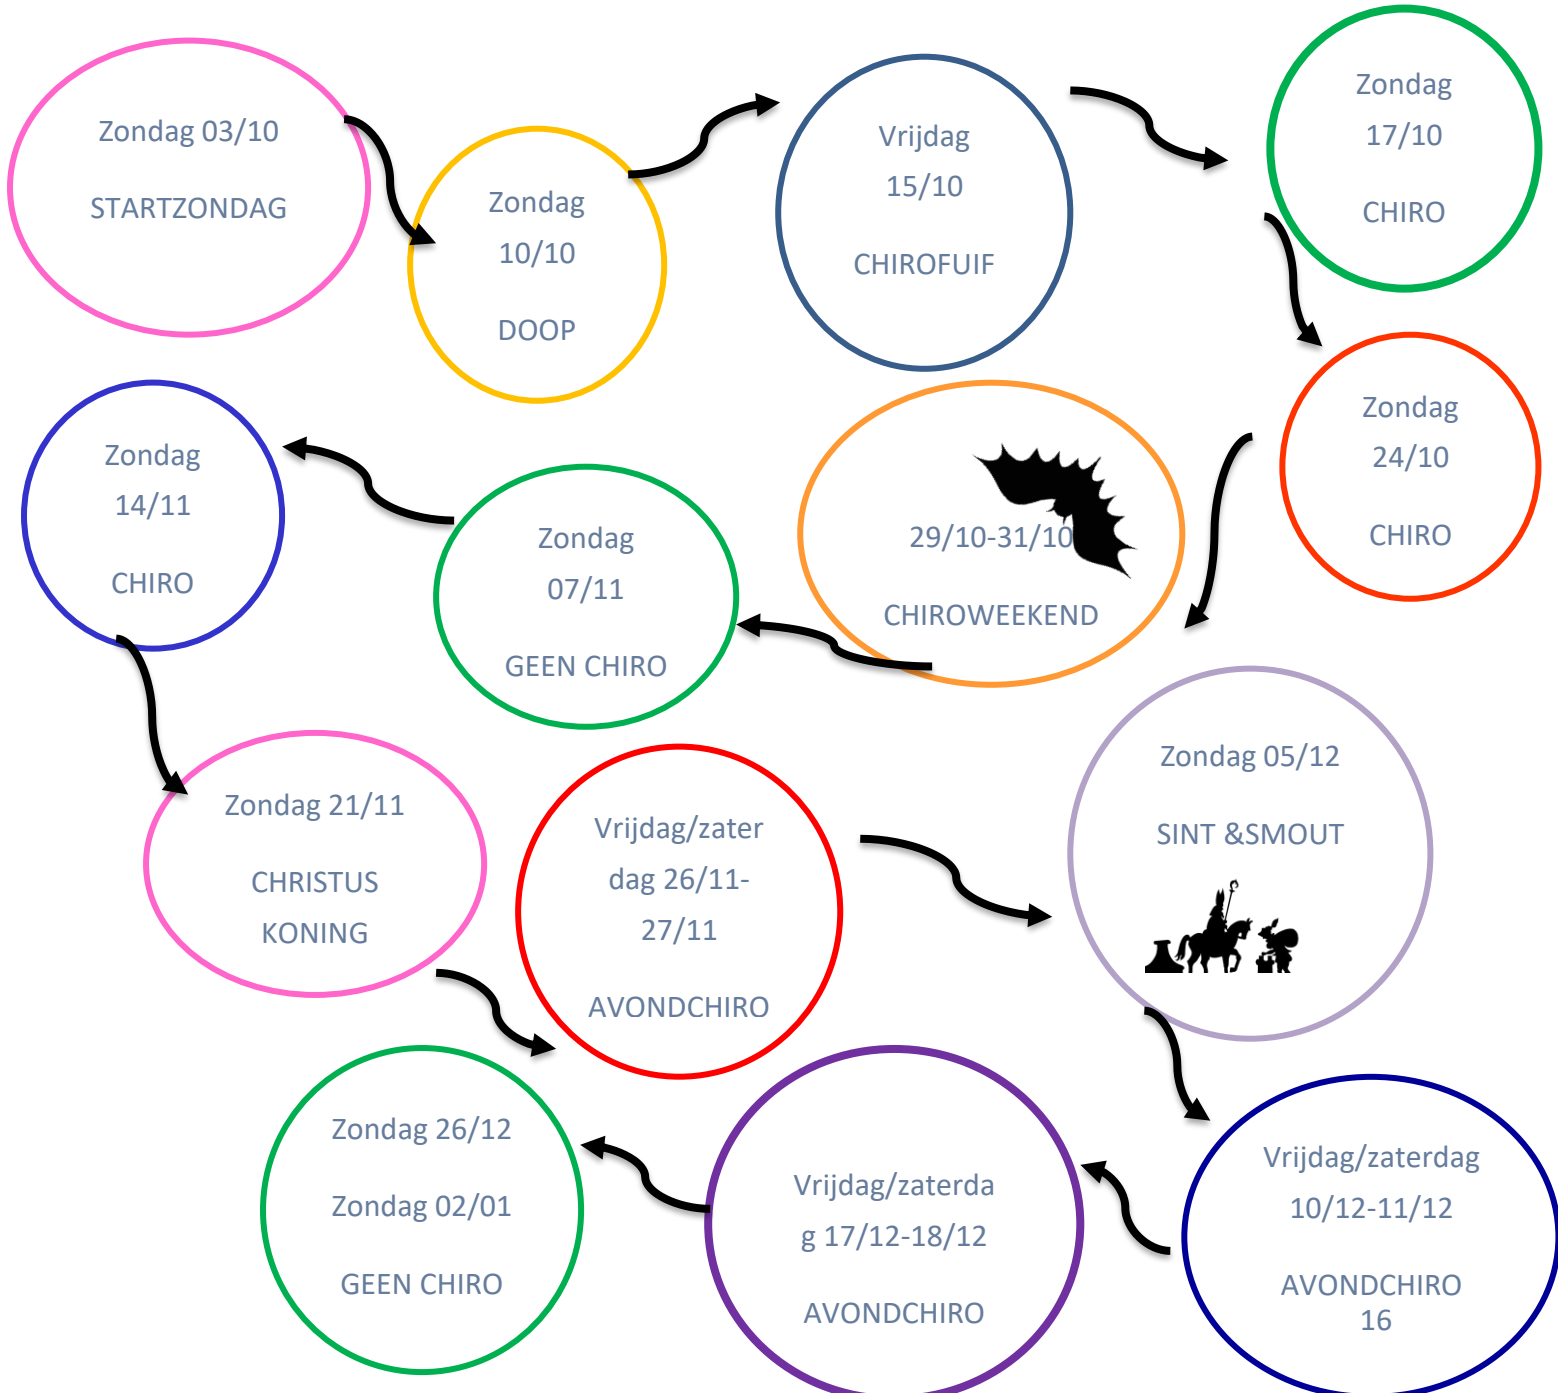 Zondag 03/10
STARTZONDAG
Zondag
10/10
DOOP
Vrijdag
15/10
CHIROFUIF
Zondag
17/10
CHIRO
Zondag
24/10
CHIRO
29/10-31/10
CHIROWEEKEND
Zondag
07/11
GEEN CHIRO
Zondag
14/11
CHIRO
Zondag 21/11
CHRISTUS
KONING
Vrijdag/zater
dag 26/11-
27/11
AVONDCHIRO
Zondag 05/12
SINT &SMOUT
Vrijdag/zaterdag
10/12-11/12
AVONDCHIRO
16
Vrijdag/zaterda
g 17/12-18/12
AVONDCHIRO
Zondag 26/12
Zondag 02/01
GEEN CHIRO